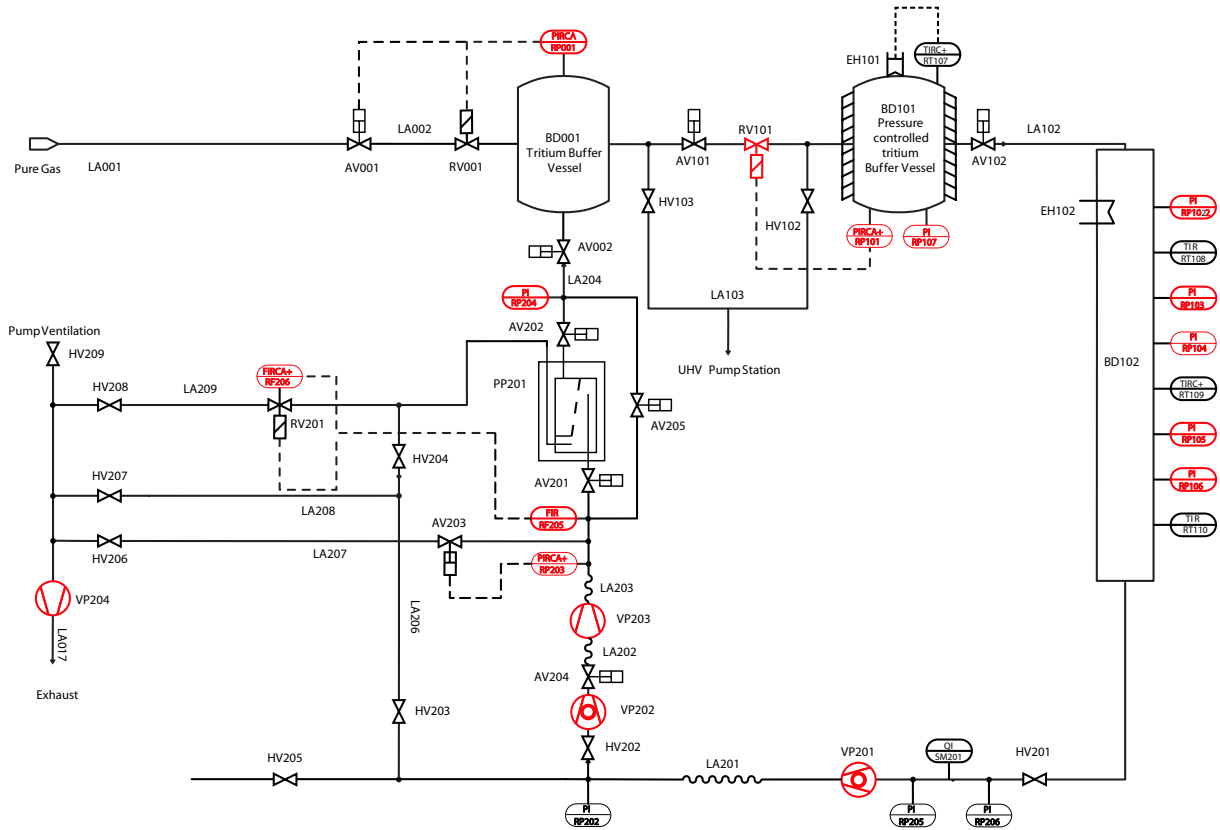 PIRCA
RP001
EH101
TIRC+
RT107
LA002
BD001
Tritium Buffer
Vessel
AV101
RV101
BD101
Pressure
controlled
tritium
Buffer Vessel
LA102
Pure Gas
LA001
AV001
RV001
AV102
HV103
HV102
EH102
PI
RP1022
AV002
PIRCA+
RP101
PI
RP107
TIR
RT108
LA204
PI
RP204
LA103
PI
RP103
Pump Ventilation
HV209
AV202
PI
RP104
UHV Pump Station
BD102
HV208
LA209
FIRCA+
RF206
PP201
TIRC+
RT109
RV201
AV205
HV204
PI
RP105
HV207
LA208
AV201
PI
RP106
AV203
FIR
RF205
TIR
RT110
HV206
LA207
PIRCA+
RP203
LA203
VP204
VP203
LA206
LA017
LA202
AV204
Exhaust
HV203
VP202
HV202
HV205
LA201
VP201
QI
SM201
HV201
PI
RP202
PI
RP205
PI
RP206